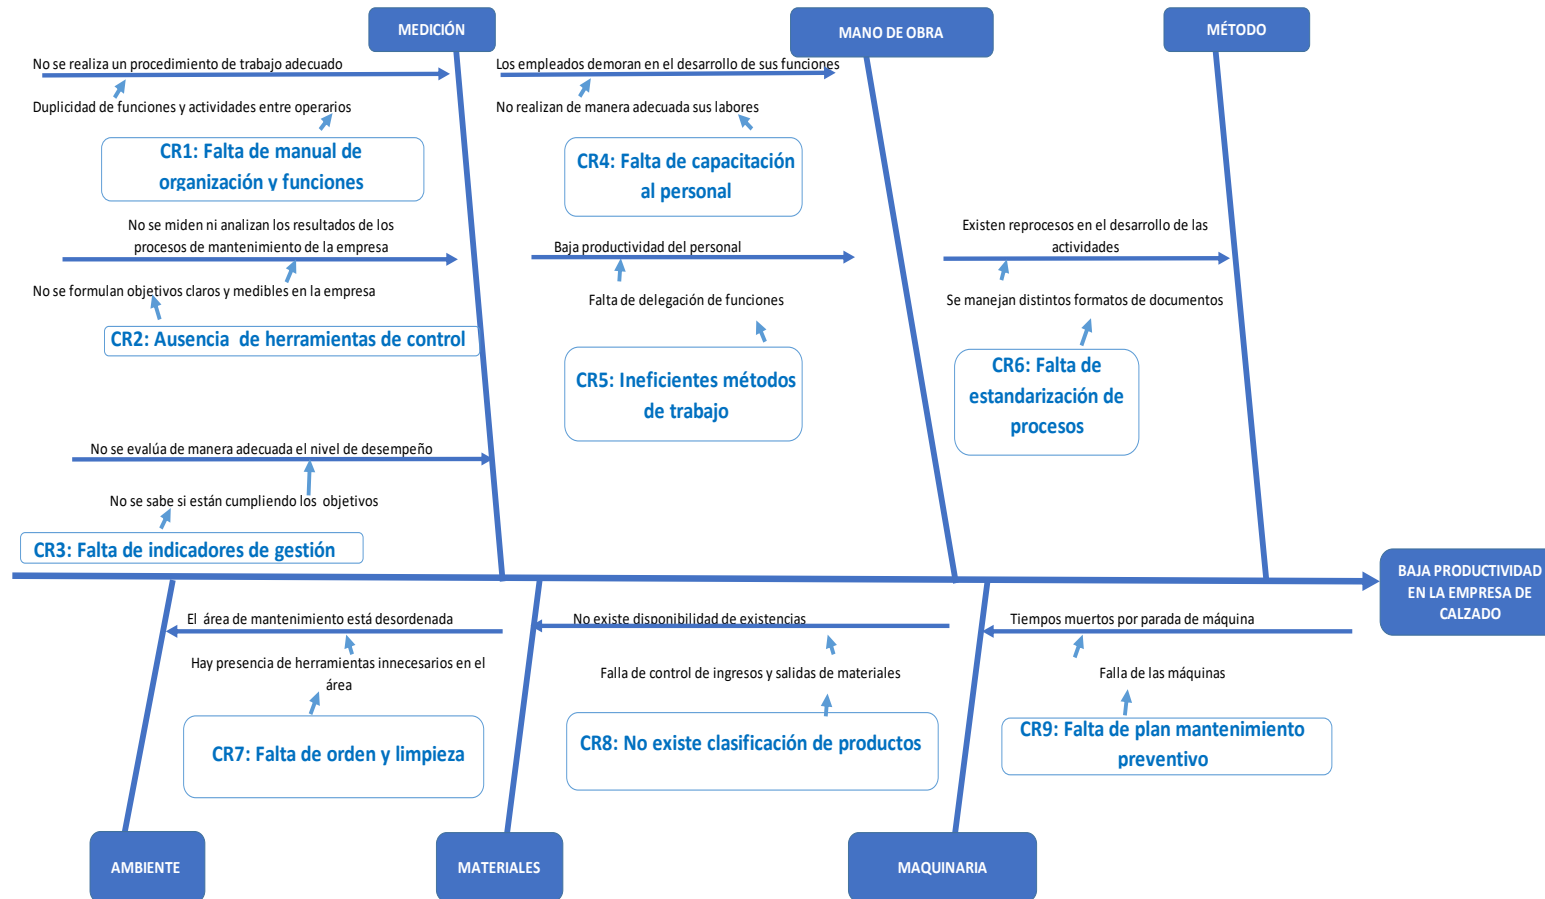 MEDICIÓN
MANO DE OBRA
MÉTODO
No se realiza un procedimiento de trabajo adecuado
Duplicidad de funciones y actividades entre operarios
CR1: Falta de manual de
organización y funciones
No se miden ni analizan los resultados de los
procesos de mantenimiento de la empresa
No se formulan objetivos claros y medibles en la empresa
CR2: Ausencia de herramientas de control
No se evalúa de manera adecuada el nivel de desempeño
No se sabe si están cumpliendo los objetivos
CR3: Falta de indicadores de gestión
Los empleados demoran en el desarrollo de sus funciones
No realizan de manera adecuada sus labores
CR4: Falta de capacitación
al personal
Baja productividad del personal
Falta de delegación de funciones
CR5: Ineficientes métodos
de trabajo
Existen reprocesos en el desarrollo de las
actividades
Se manejan distintos formatos de documentos
CR6: Falta de
estandarización de
procesos
BAJA PRODUCTIVIDAD
EN LA EMPRESA DE
CALZADO
El área de mantenimiento está desordenada
Hay presencia de herramientas innecesarios en el
área
CR7: Falta de orden y limpieza
No existe disponibilidad de existencias
Falla de control de ingresos y salidas de materiales
CR8: No existe clasificación de productos
Tiempos muertos por parada de máquina
Falla de las máquinas
CR9: Falta de plan mantenimiento
preventivo
AMBIENTE
MATERIALES
MAQUINARIA